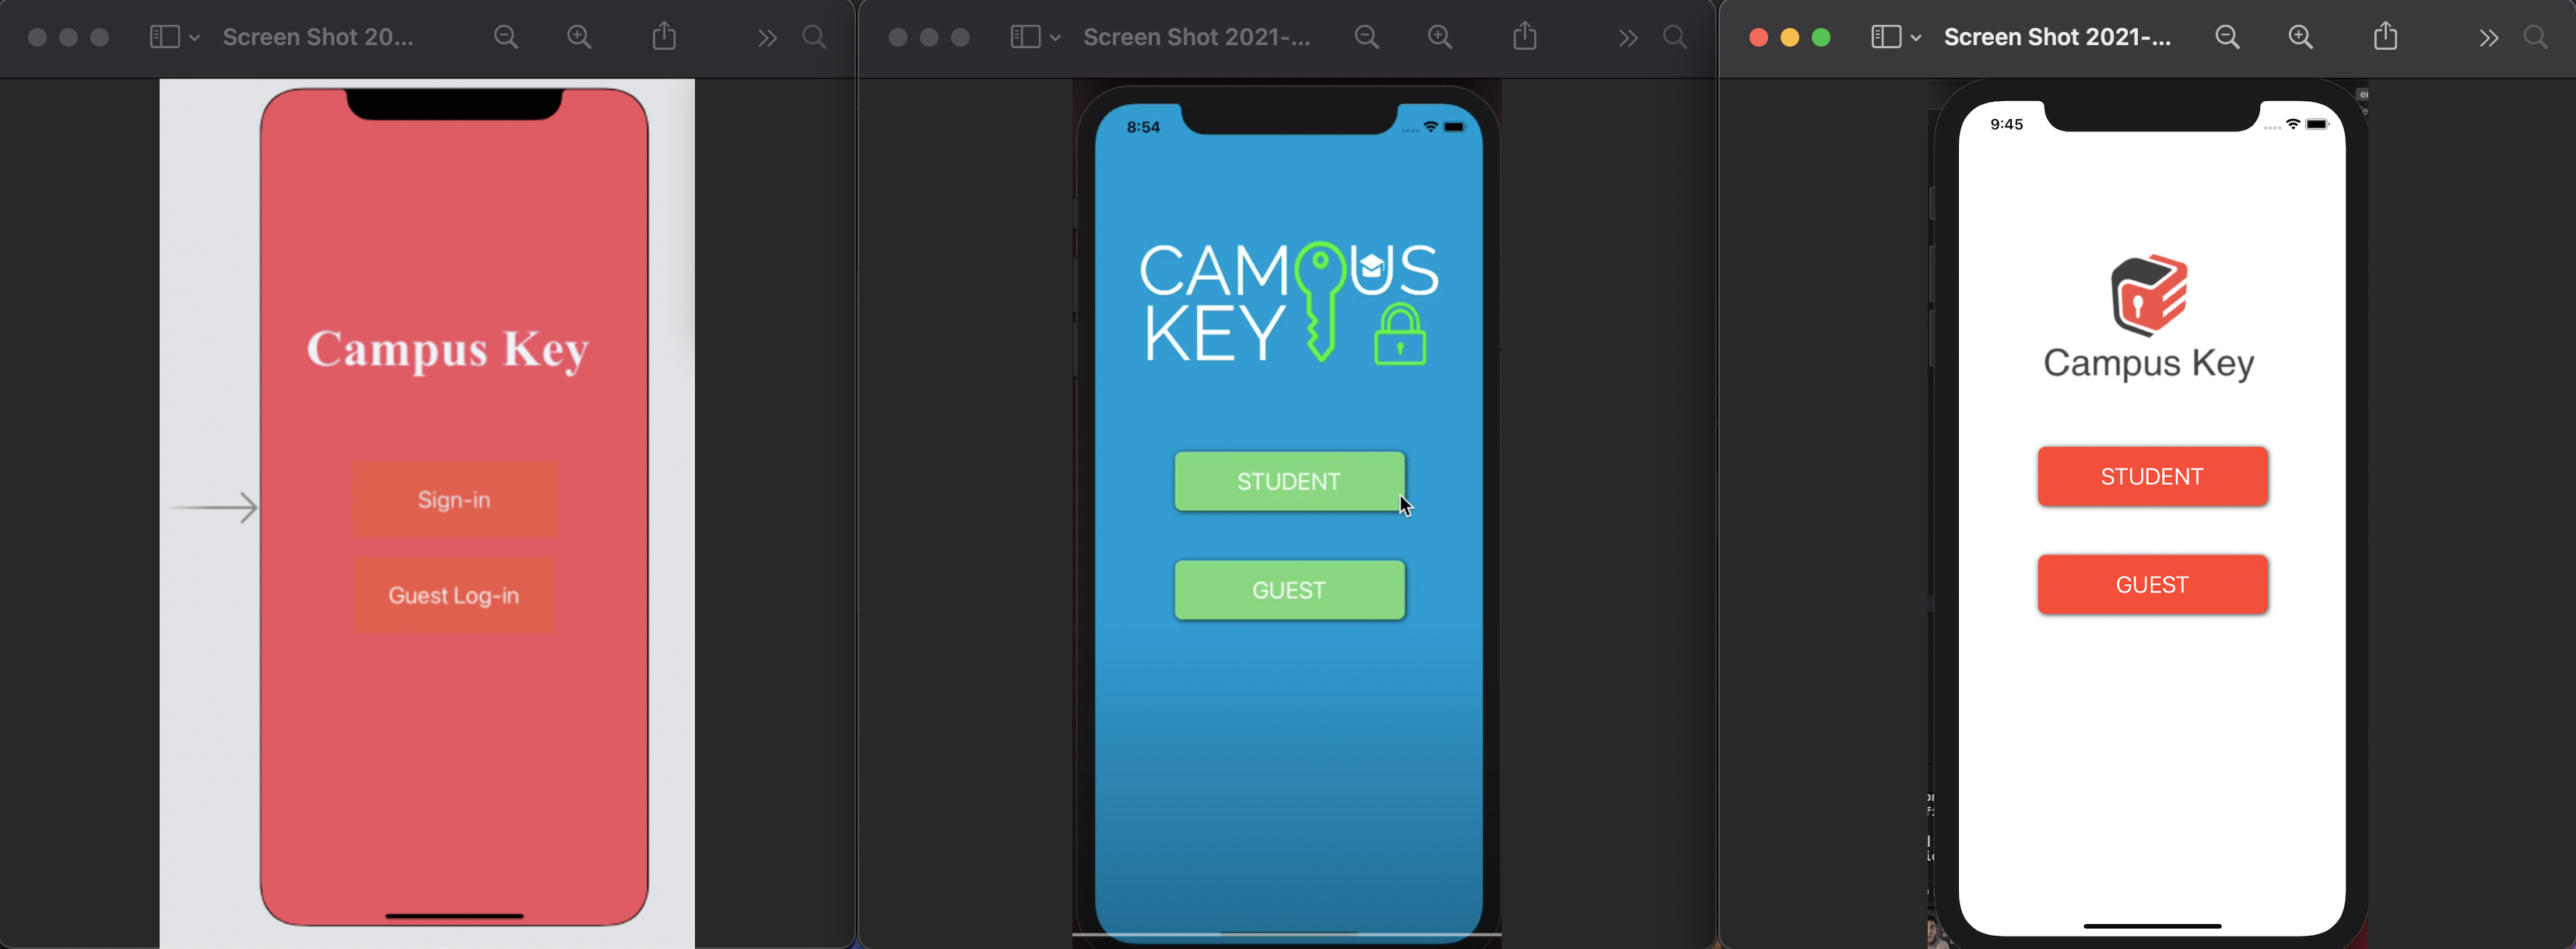 Screen Shot 20...
Campus Key
Sign-in
Guest Log-in
Screen Shot 2021-...
8:54
CAMPUS
KEY
STUDENT
GUEST
Screen Shot 2021-...
9:45
Campus Key
STUDENT
GUEST